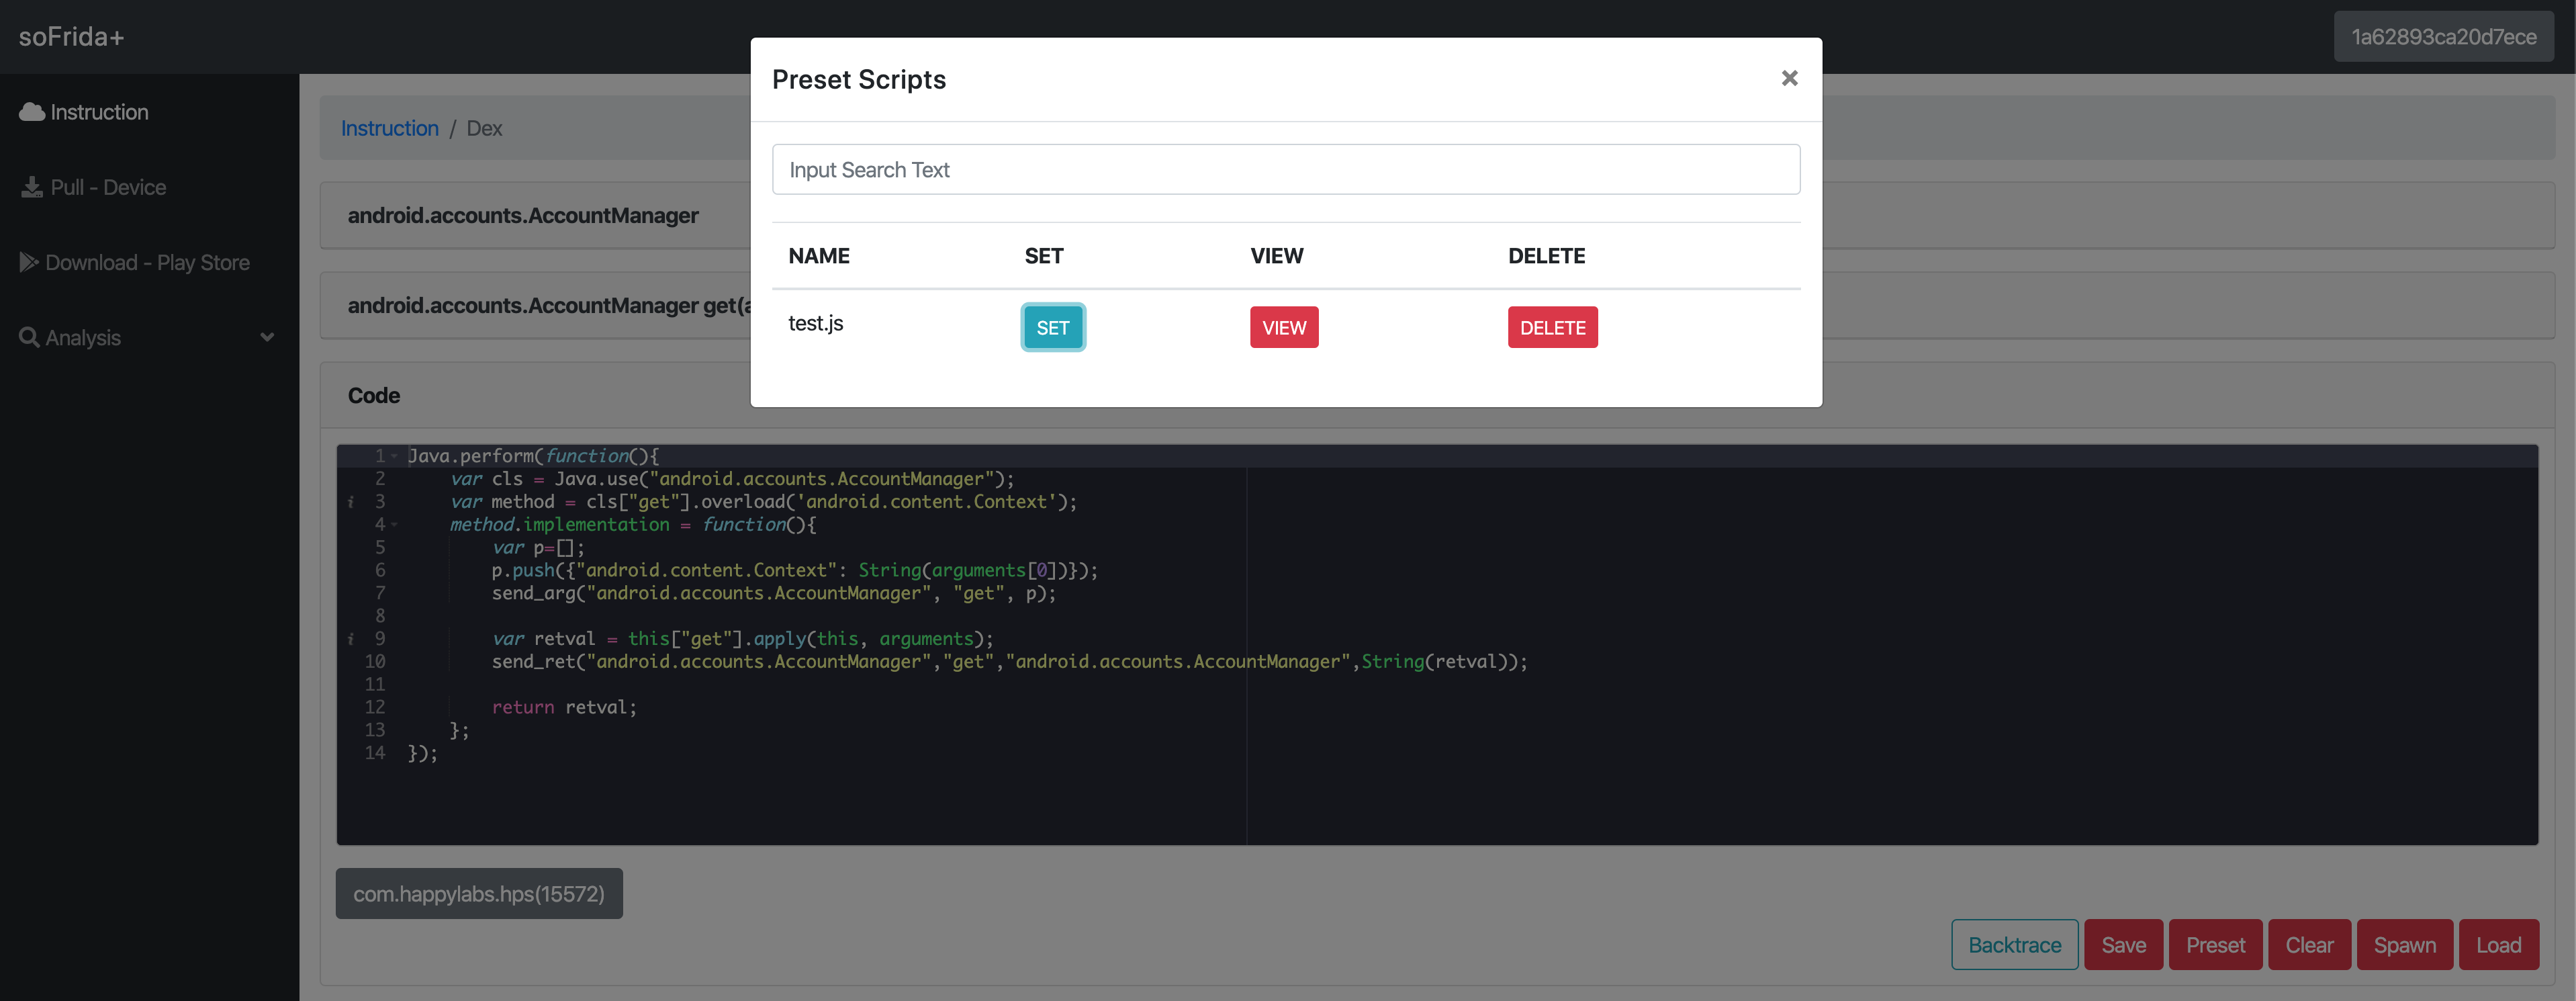 soFrida+
1a62893ca20d7ece
Instruction
Pull - Device
Download - Play Store
Analysis
Instruction / Dex
android.accounts.AccountManager
android.accounts.AccountManager get(a
Preset Scripts
×
Input Search Text
NAME SET VIEW DELETE
test.js SET VIEW DELETE
Code
1 Java.perform(function(){
2 var cls = Java.use("android.accounts.AccountManager");
i 3 var method = cls["get"].overload('android.content.Context');
4 method.implementation = function(){
5 var p=[];
6 p.push({"android.content.Context": String(arguments[0])});
7 send_arg("android.accounts.AccountManager", "get", p);
8
i 9 var retval = this["get"].apply(this, arguments);
10 send_ret("android.accounts.AccountManager","get","android.accounts.AccountManager",String(retval));
11
12 return retval;
13 };
14 });
com.happylabs.hps(15572)
Backtrace Save Preset Clear Spawn Load